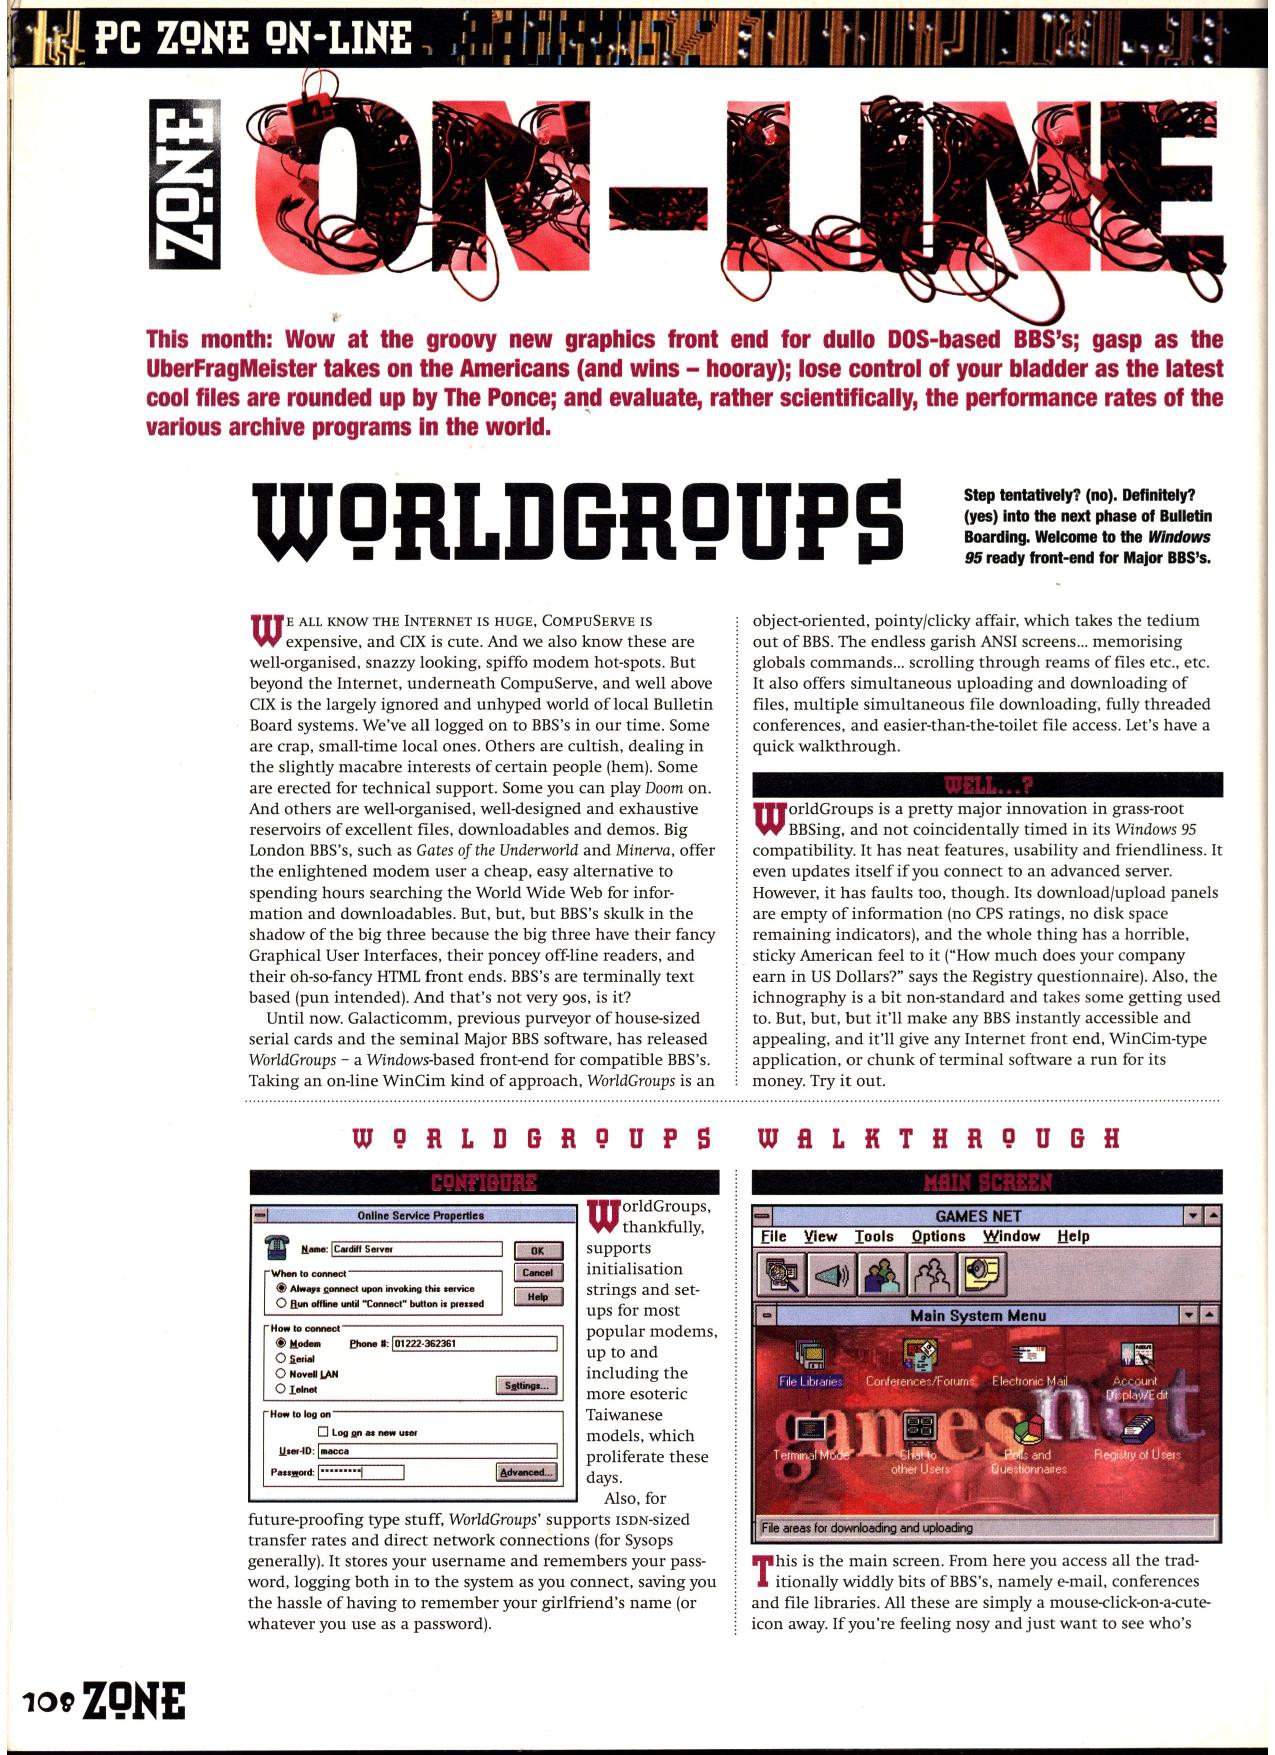 PC ZONE ON-LINE
ZONE
ON-LINE
This month: Wow at the groovy new graphics front end for dullo DOS-based BBS's; gasp as the
UberFragMeister takes on the Americans (and wins – hooray); lose control of your bladder as the latest
cool files are rounded up by The Ponce; and evaluate, rather scientifically, the performance rates of the
various archive programs in the world.
WORLDGROUPS
Step tentatively? (no). Definitely?
(yes) into the next phase of Bulletin
Boarding. Welcome to the Windows
95 ready front-end for Major BBS's.
WE ALL KNOW THE INTERNET IS HUGE, COMPUSERVE IS
expensive, and CIX is cute. And we also know these are
well-organised, snazzy looking, spiffo modem hot-spots. But
beyond the Internet, underneath CompuServe, and well above
CIX is the largely ignored and unhyped world of local Bulletin
Board systems. We've all logged on to BBS's in our time. Some
are crap, small-time local ones. Others are cultish, dealing in
the slightly macabre interests of certain people (hem). Some
are erected for technical support. Some you can play Doom on.
And others are well-organised, well-designed and exhaustive
reservoirs of excellent files, downloadables and demos. Big
London BBS's, such as Gates of the Underworld and Minerva, offer
the enlightened modem user a cheap, easy alternative to
spending hours searching the World Wide Web for infor-
mation and downloadables. But, but, but BBS's skulk in the
shadow of the big three because the big three have their fancy
Graphical User Interfaces, their poncey off-line readers, and
their oh-so-fancy HTML front ends. BBS's are terminally text
based (pun intended). And that's not very 90s, is it?
Until now. Galacticomm, previous purveyor of house-sized
serial cards and the seminal Major BBS software, has released
WorldGroups – a Windows-based front-end for compatible BBS's.
Taking an on-line WinCim kind of approach, WorldGroups is an
object-oriented, pointy/clicky affair, which takes the tedium
out of BBS. The endless garish ANSI screens... memorising
globals commands... scrolling through reams of files etc., etc.
It also offers simultaneous uploading and downloading of
files, multiple simultaneous file downloading, fully threaded
conferences, and easier-than-the-toilet file access. Let's have a
quick walkthrough.
WELL...?
WorldGroups is a pretty major innovation in grass-root
BBSing, and not coincidentally timed in its Windows 95
compatibility. It has neat features, usability and friendliness. It
even updates itself if you connect to an advanced server.
However, it has faults too, though. Its download/upload panels
are empty of information (no CPS ratings, no disk space
remaining indicators), and the whole thing has a horrible,
sticky American feel to it ("How much does your company
earn in US Dollars?" says the Registry questionnaire). Also, the
ichnography is a bit non-standard and takes some getting used
to. But, but, but it'll make any BBS instantly accessible and
appealing, and it'll give any Internet front end, WinCim-type
application, or chunk of terminal software a run for its
money. Try it out.
WORLDGROUPS WALKTHROUGH
CONFIGURE
Online Service Properties
Name: Cardiff Server
OK
When to connect
Cancel
Always connect upon invoking this service
Run offline until "Connect" button is pressed
Help
How to connect
Modem Phone #: 01222-362361
Serial
Novell LAN
Telnet
Settings...
How to log on
Log on as new user
User-ID: macca
Password: *********
Advanced...
WorldGroups,
thankfully,
supports
initialisation
strings and set-
ups for most
popular modems,
up to and
including the
more esoteric
Taiwanese
models, which
proliferate these
days.
Also, for
future-proofing type stuff, WorldGroups' supports ISDN-sized
transfer rates and direct network connections (for Sysops
generally). It stores your username and remembers your pass-
word, logging both in to the system as you connect, saving you
the hassle of having to remember your girlfriend's name (or
whatever you use as a password).
MAIN SCREEN
GAMES NET
File View Tools Options Window Help
Main System Menu
File Libraries
Conferences/Forums
Electronic Mail
Account
Display/Edit
games net
Terminal Mode
Chat to
other Users
Polls and
Questionnaires
Registry of Users
File areas for downloading and uploading
This is the main screen. From here you access all the trad-
itionally widdly bits of BBS's, namely e-mail, conferences
and file libraries. All these are simply a mouse-click-on-a-cute-
icon away. If you're feeling nosy and just want to see who's
108 ZONE